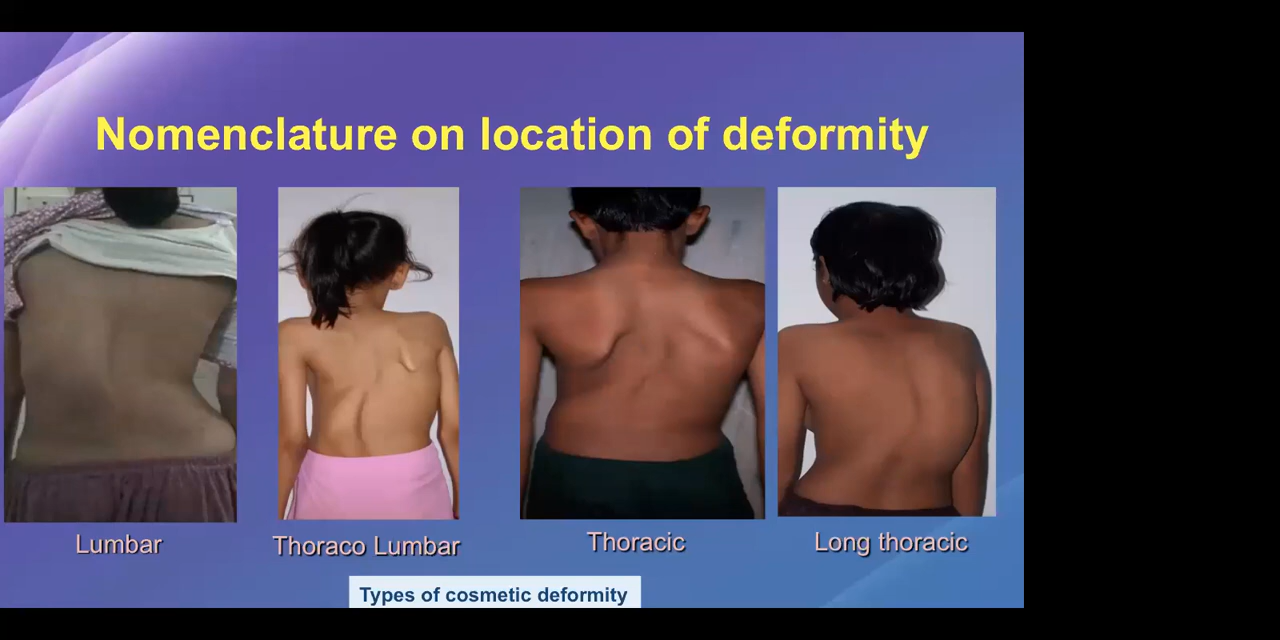 Nomenclature on location of deformity
Lumbar
Thoraco Lumbar
Thoracic
Long thoracic
Types of cosmetic deformity